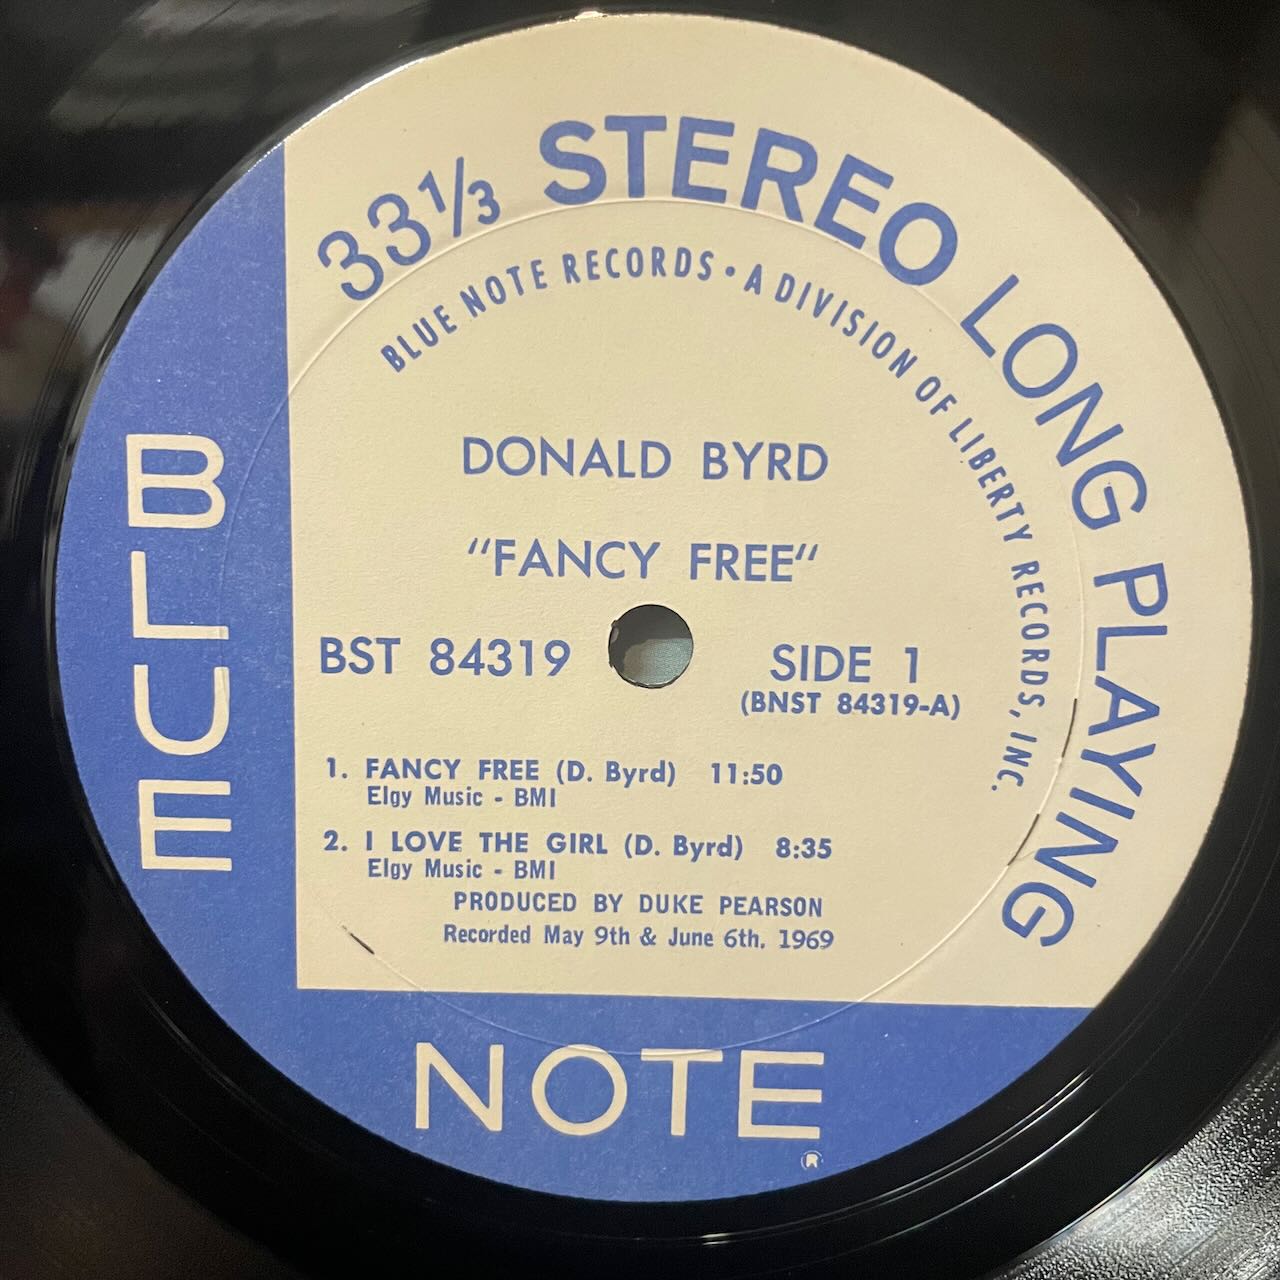 33⅓ STEREO LONG PLAYING
BLUE NOTE RECORDS • A DIVISION OF LIBERTY RECORDS, INC.
DONALD BYRD
"FANCY FREE"
BST 84319
SIDE 1
(BNST 84319-A)
1. FANCY FREE (D. Byrd) 11:50
Elgy Music - BMI
2. I LOVE THE GIRL (D. Byrd) 8:35
Elgy Music - BMI
PRODUCED BY DUKE PEARSON
Recorded May 9th & June 6th, 1969
BLUE
NOTE
®